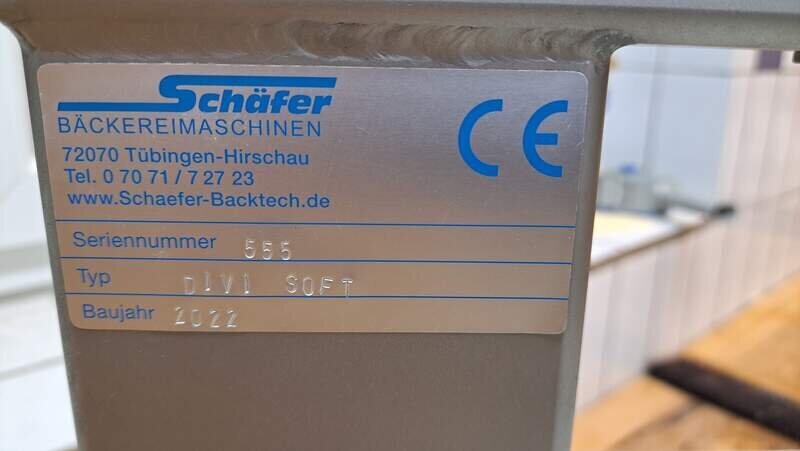 Schäfer
BÄCKEREIMASCHINEN
CE
72070 Tübingen-Hirschau
Tel. 0 70 71 / 7 27 23
www.Schaefer-Backtech.de
Seriennummer 555
Typ DIVI SOFT
Baujahr 2022